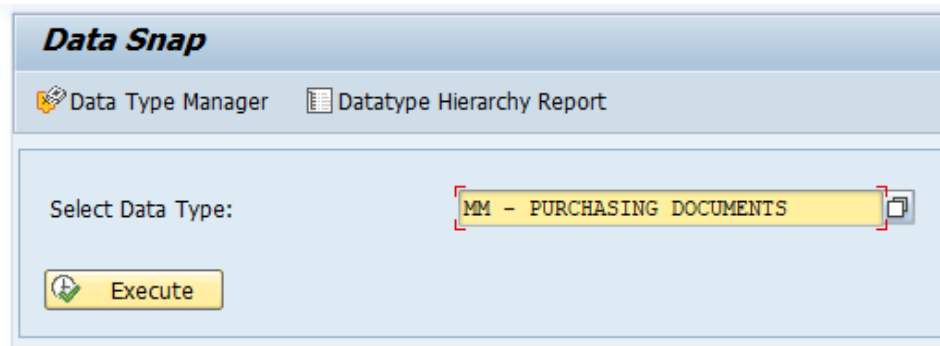 Data Snap
Data Type Manager Datatype Hierarchy Report
Select Data Type: MM - PURCHASING DOCUMENTS
Execute